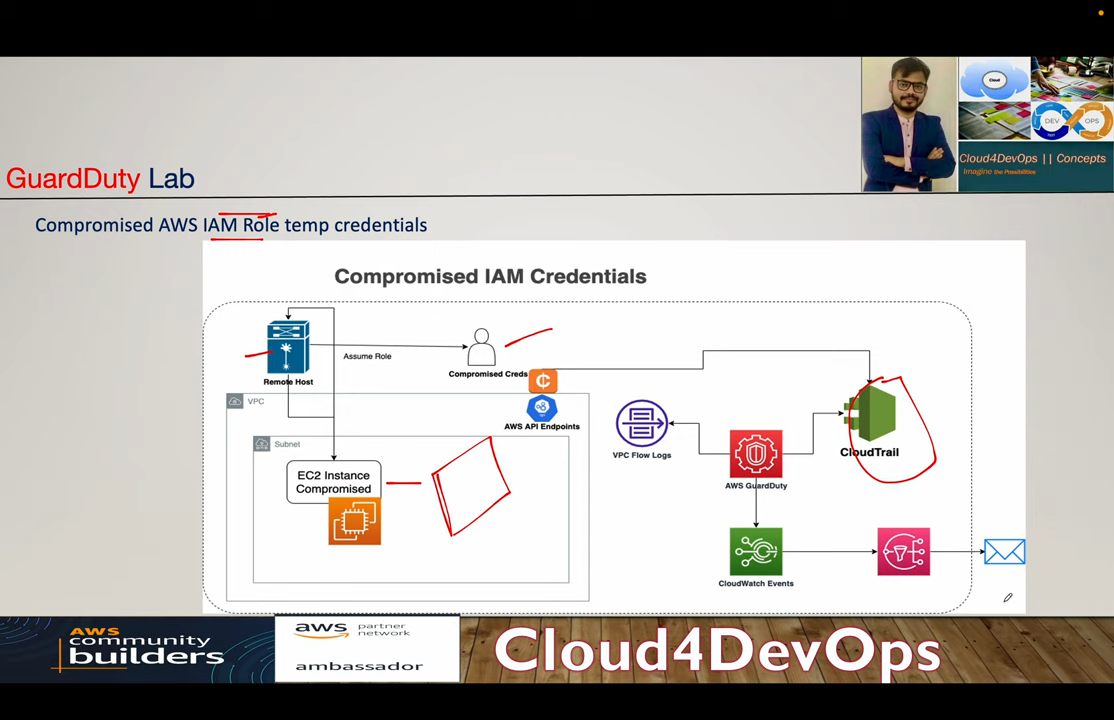 Cloud
DEV
OPS
Cloud4DevOps || Concepts
Imagine the Possibilities
GuardDuty Lab
Compromised AWS IAM Role temp credentials
Compromised IAM Credentials
Assume Role
Remote Host
Compromised Creds
VPC
AWS API Endpoints
Subnet
EC2 Instance
Compromised
VPC Flow Logs
AWS GuardDuty
CloudTrail
CloudWatch Events
AWS
community
builders
aws partner
network
ambassador
Cloud4DevOps